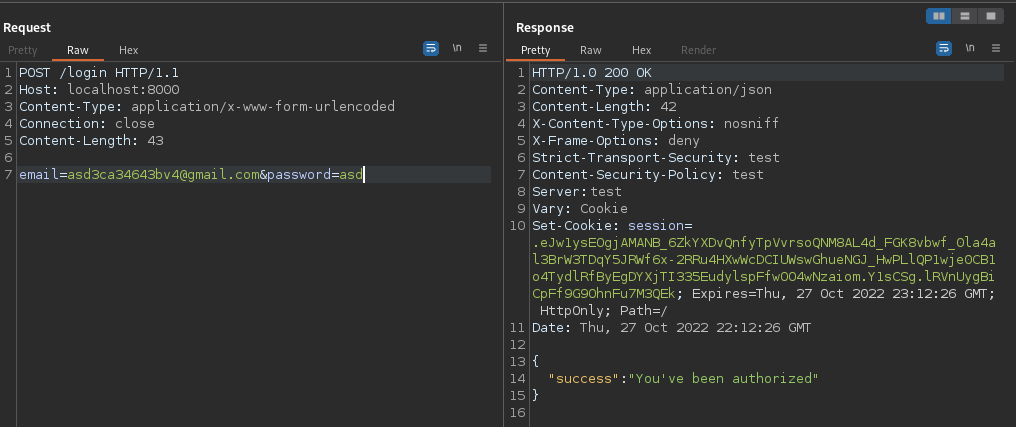 Request
Pretty Raw Hex \n
1 POST /login HTTP/1.1
2 Host: localhost:8000
3 Content-Type: application/x-www-form-urlencoded
4 Connection: close
5 Content-Length: 43
6
7 email=asd3ca34643bv4@gmail.com&password=asd
Response
Pretty Raw Hex Render \n
1 HTTP/1.0 200 OK
2 Content-Type: application/json
3 Content-Length: 42
4 X-Content-Type-Options: nosniff
5 X-Frame-Options: deny
6 Strict-Transport-Security: test
7 Content-Security-Policy: test
8 Server:test
9 Vary: Cookie
10 Set-Cookie: session=
.eJw1ysEOgjAMANB_6ZkYXDvQnfyTpVvrsoQNM8AL4d_FGK8vbwf_Ola4a
l3BrW3TDqY5JRWf6x-2RRu4HXwWcDCIUWswGhueNGJ_HwPLlQP1wjeOCB1
o4TydlRfByEgDYXjTI335EudylspFfwOO4wNzaiom.Y1sCSg.lRVnUygBi
CpFf9G9OhnFu7M3QEk; Expires=Thu, 27 Oct 2022 23:12:26 GMT;
HttpOnly; Path=/
11 Date: Thu, 27 Oct 2022 22:12:26 GMT
12
13 {
14 "success":"You've been authorized"
15 }
16